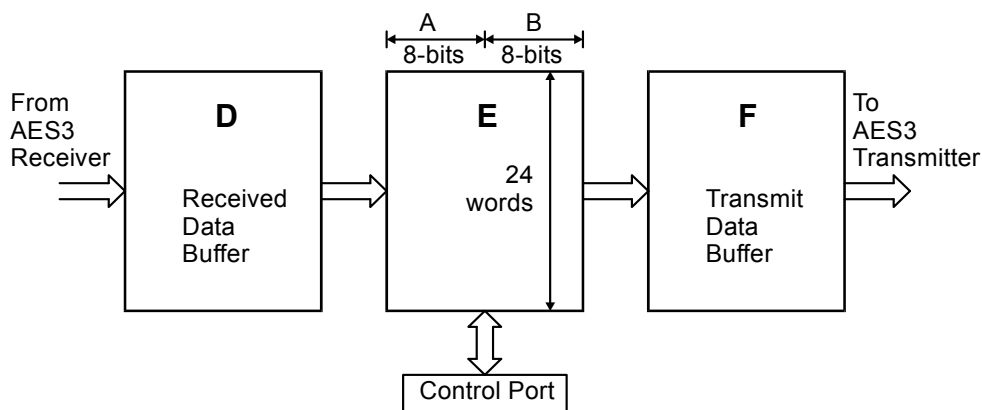 A B
8-bits 8-bits
From
AES3
Receiver
D
Received
Data
Buffer
E
24
words
F
Transmit
Data
Buffer
To
AES3
Transmitter
Control Port